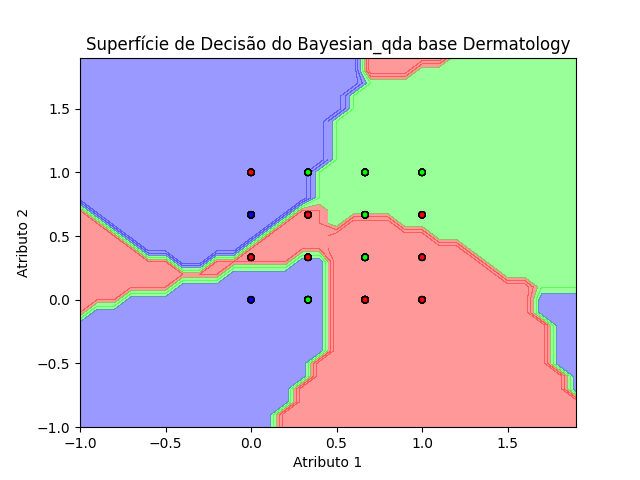 Superfície de Decisão do Bayesian_qda base Dermatology
Atributo 2
1.5
1.0
0.5
0.0
−0.5
−1.0
−1.0 −0.5 0.0 0.5 1.0 1.5
Atributo 1